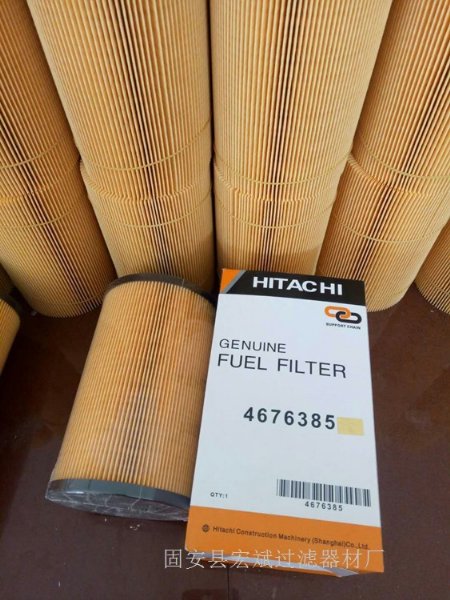 HITACHI
SUPPORT CHAIN
GENUINE
FUEL FILTER
4676385
QTY:1
4676385
Hitachi Construction Machinery (Shanghai)Co.,Ltd.
固安县宏斌过滤器材厂